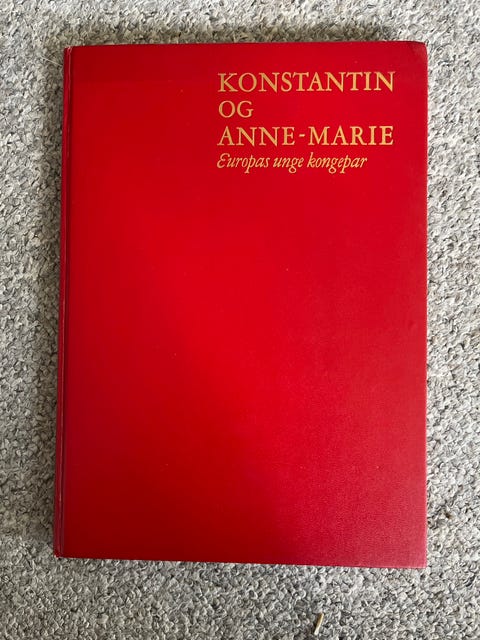 KONSTANTIN
OG
ANNE-MARIE
Europas unge kongepar